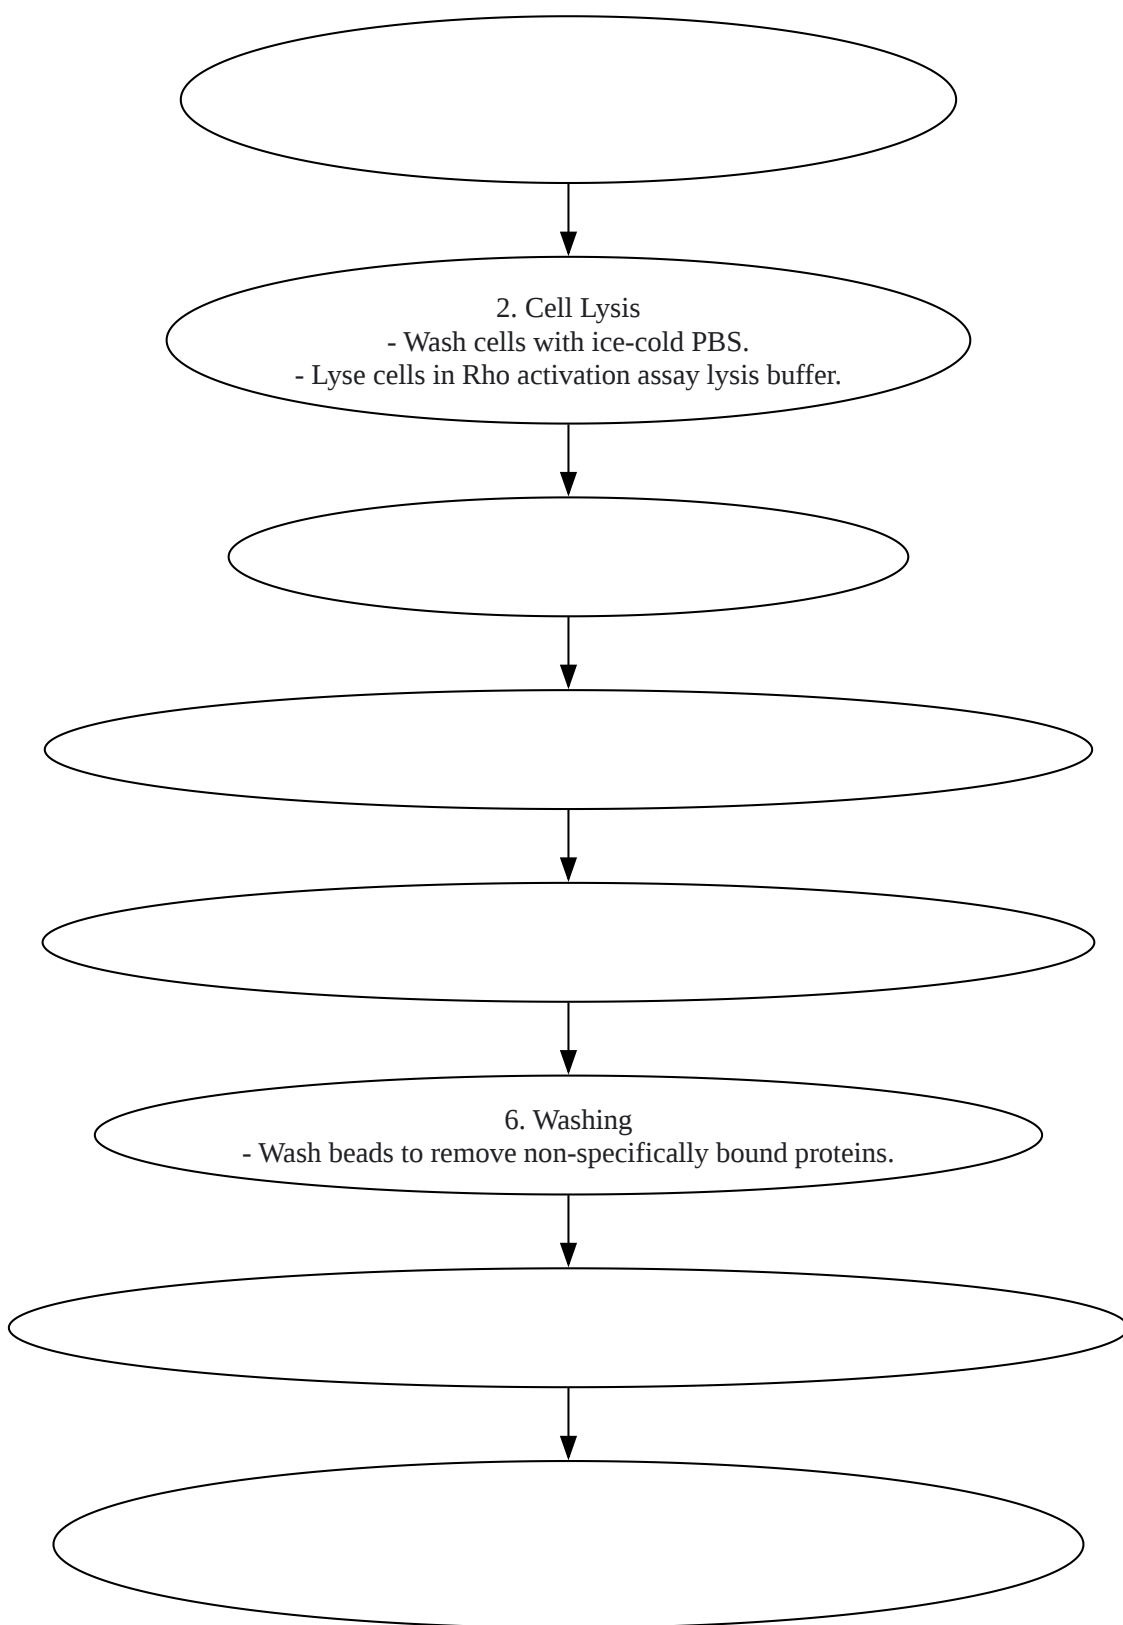 2. Cell Lysis
- Wash cells with ice-cold PBS.
- Lyse cells in Rho activation assay lysis buffer.
6. Washing
- Wash beads to remove non-specifically bound proteins.